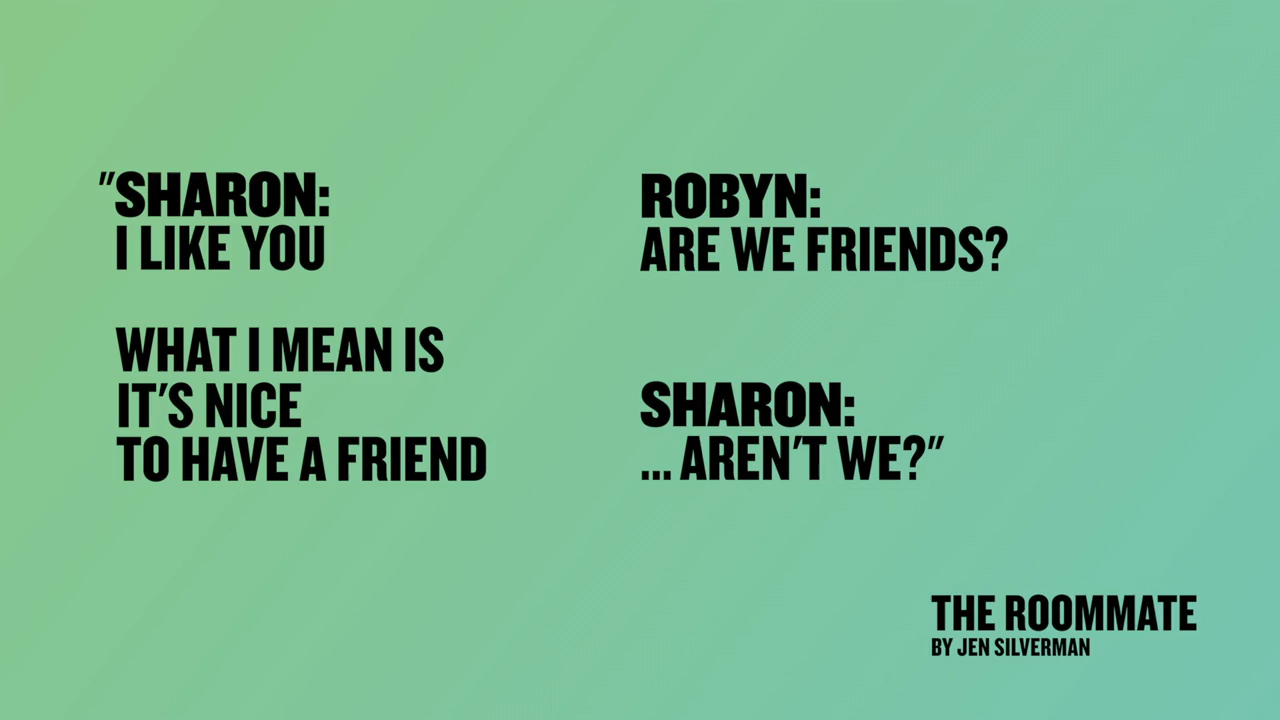 "SHARON:
I LIKE YOU
WHAT I MEAN IS
IT'S NICE
TO HAVE A FRIEND
ROBYN:
ARE WE FRIENDS?
SHARON:
... AREN'T WE?"
THE ROOMMATE
BY JEN SILVERMAN